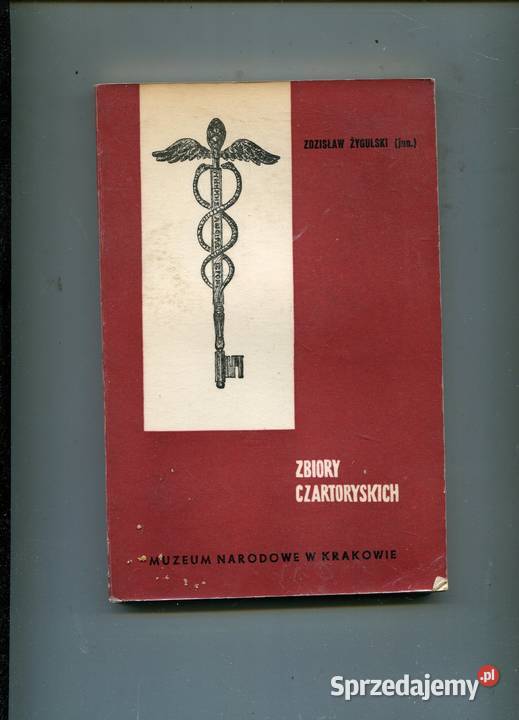 ZDZISŁAW ŻYGULSKI (jun.)
ZBIORY
CZARTORYSKICH
MUZEUM NARODOWE W KRAKOWIE
Sprzedajemy.pl